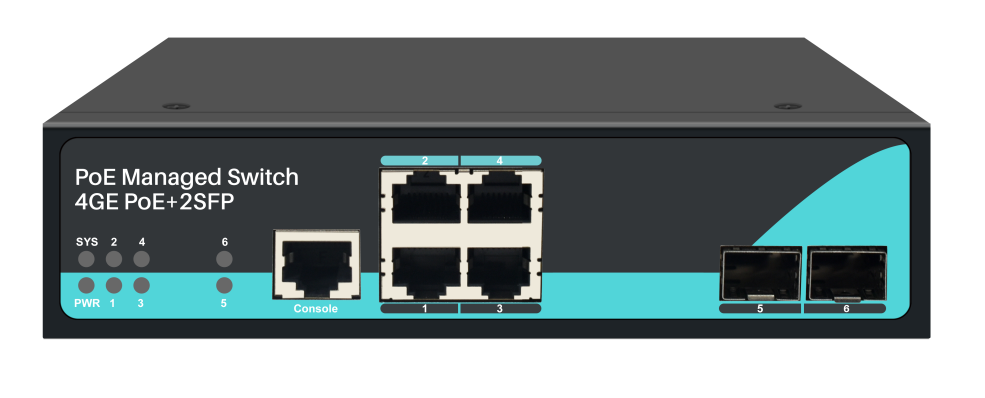 PoE Managed Switch
4GE PoE+2SFP
SYS 2 4 6
PWR 1 3 5
Console
2 4
1 3
5 6